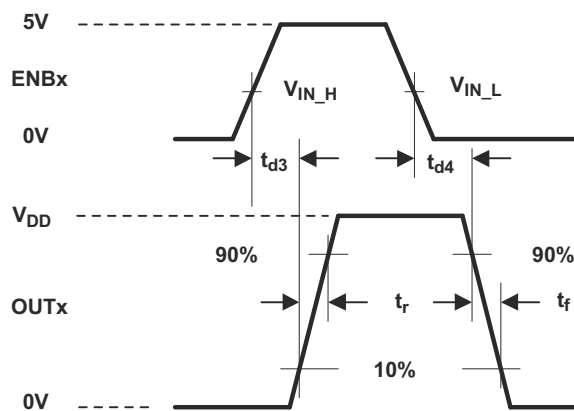 5V
ENBx
V_IN_H
V_IN_L
0V
t_d3
t_d4
V_DD
90%
90%
OUTx
t_r
t_f
10%
0V